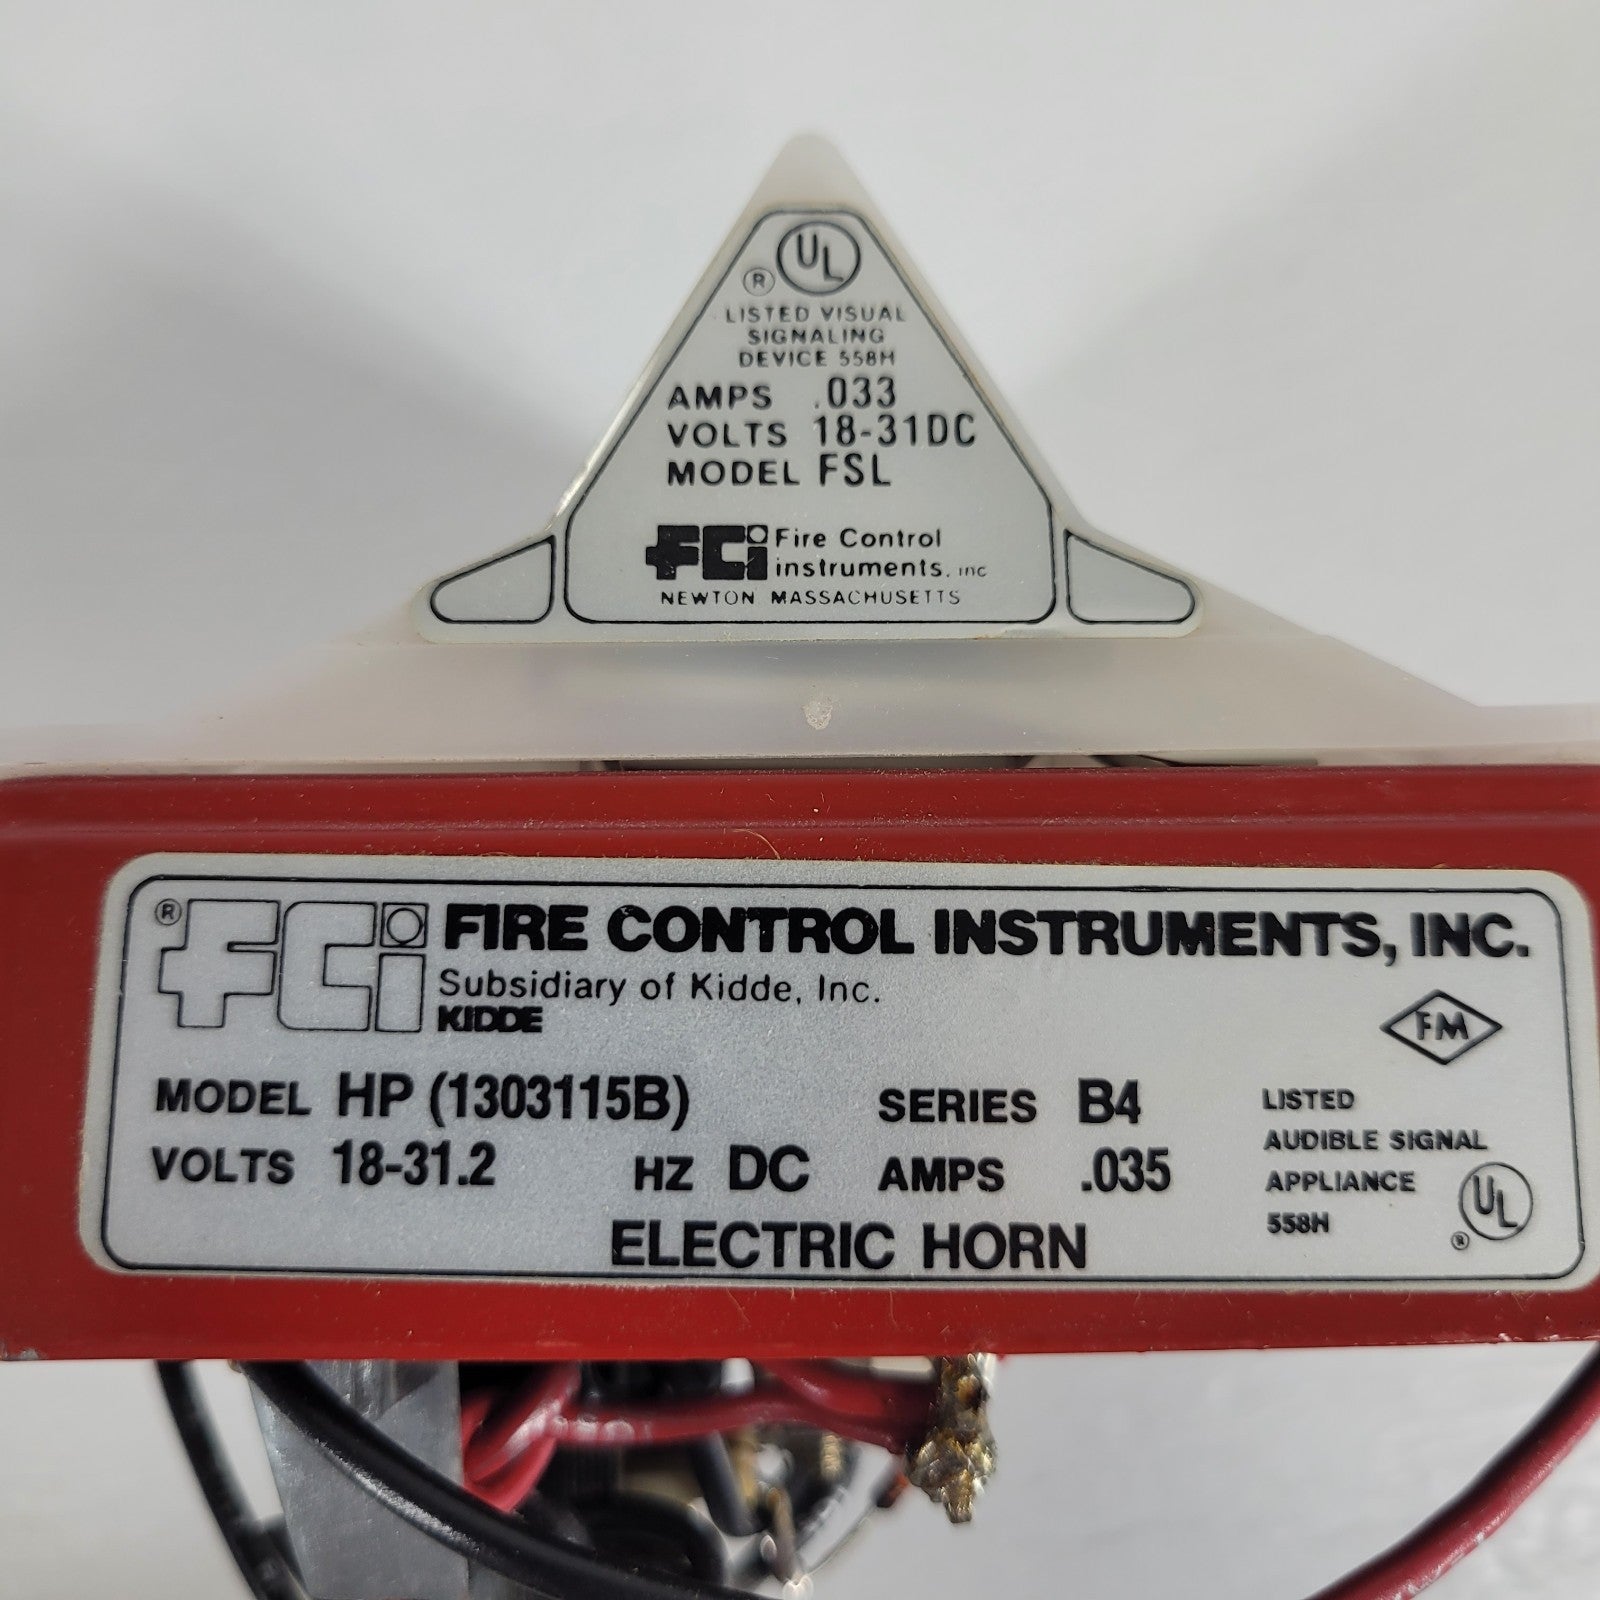 UL
®
LISTED VISUAL
SIGNALING
DEVICE 558H
AMPS .033
VOLTS 18-31DC
MODEL FSL
FCi Fire Control
instruments, inc
NEWTON MASSACHUSETTS
® FCi FIRE CONTROL INSTRUMENTS, INC.
Subsidiary of Kidde, Inc.
KIDDE
FM
MODEL HP (1303115B) SERIES B4
VOLTS 18-31.2 HZ DC AMPS .035
ELECTRIC HORN
LISTED
AUDIBLE SIGNAL
APPLIANCE
558H
® UL